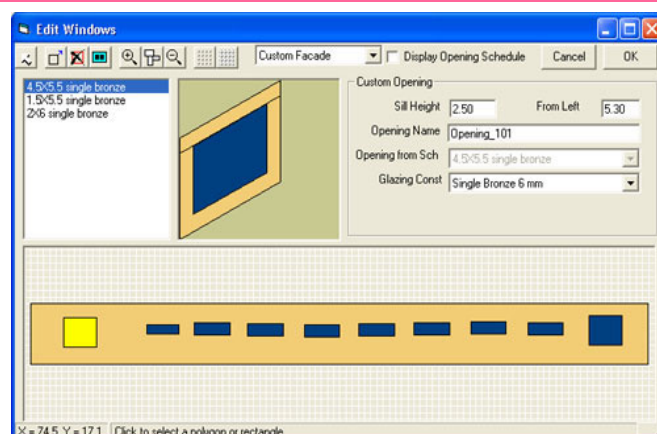 Edit Windows
Custom Facade Display Opening Schedule Cancel OK
4.5X5.5 single bronze
1.5X5.5 single bronze
2X6 single bronze
Custom Opening
Sill Height 2.50 From Left 5.30
Opening Name Opening_101
Opening from Sch 4.5X5.5 single bronze
Glazing Const Single Bronze 6 mm
X = 74.5 Y = 17.1 Click to select a polygon or rectangle